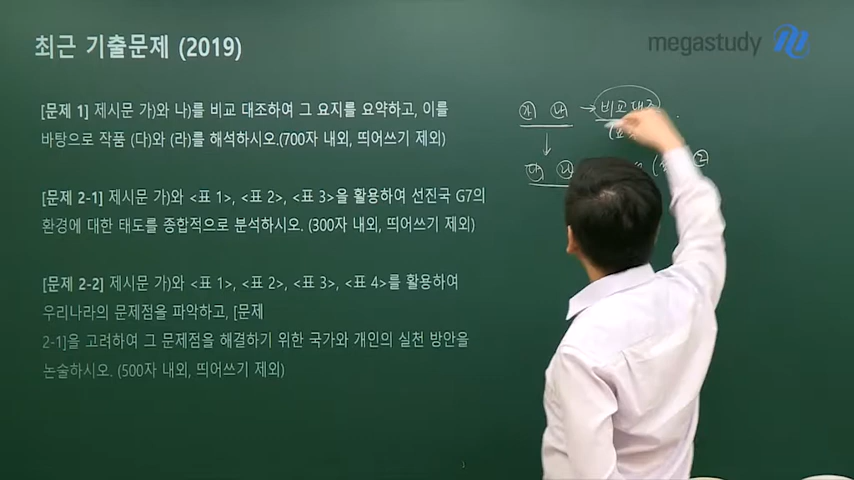 최근 기출문제 (2019)
megastudy
[문제 1] 제시문 가)와 나)를 비교 대조하여 그 요지를 요약하고, 이를
바탕으로 작품 (다)와 (라)를 해석하시오.(700자 내외, 띄어쓰기 제외)
[문제 2-1] 제시문 가)와 <표 1>, <표 2>, <표 3>을 활용하여 선진국 G7의
환경에 대한 태도를 종합적으로 분석하시오. (300자 내외, 띄어쓰기 제외)
[문제 2-2] 제시문 가)와 <표 1>, <표 2>, <표 3>, <표 4>를 활용하여
우리나라의 문제점을 파악하고, [문제
2-1]을 고려하여 그 문제점을 해결하기 위한 국가와 개인의 실천 방안을
논술하시오. (500자 내외, 띄어쓰기 제외)
가 나 → 비교 대조
다 라